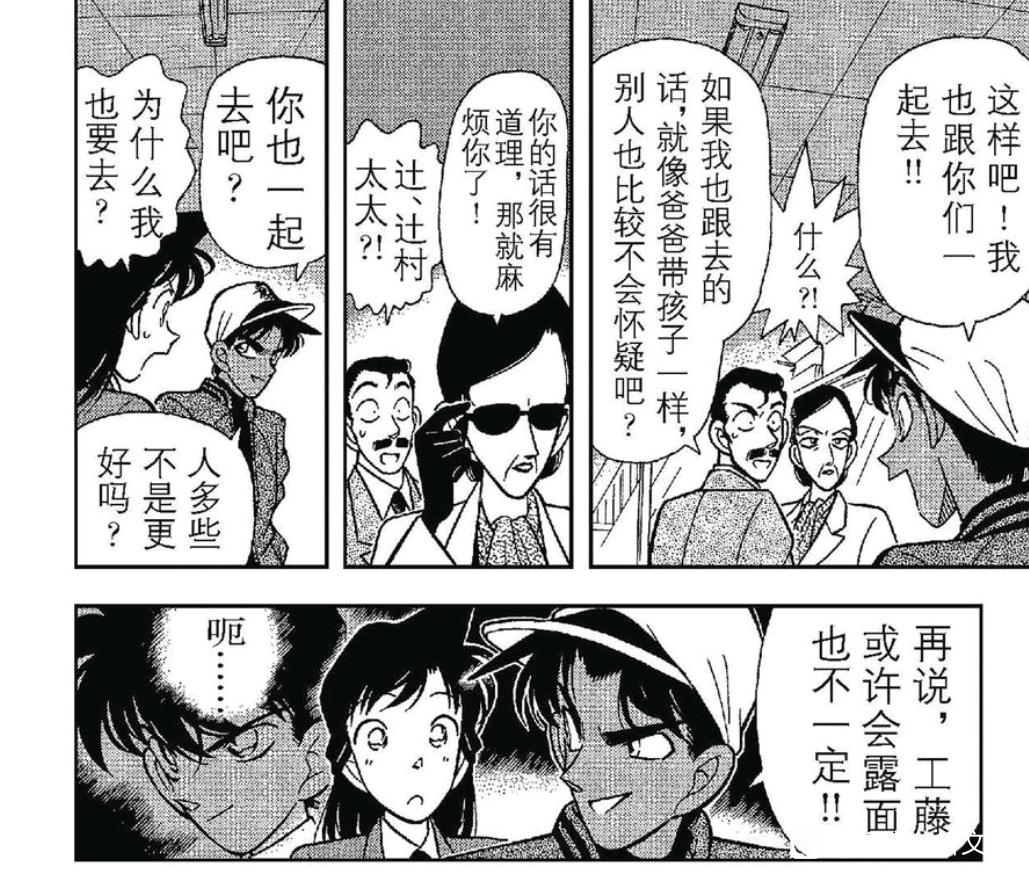 这样吧！我
也跟你们一
起去!!
什么?!
如果我也跟去的
话,就像爸爸带孩子一样,
别人也比较不会怀疑吧？
你的话很有
道理，那就麻
烦你了！
辻、辻村
太太?!
你也一起
去吧？
为什么我
也要去？
人多些
不是更
好吗？
再说，工藤
或许会露面
也不一定!!
呃……